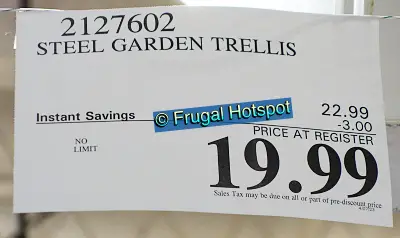 2127602
STEEL GARDEN TRELLIS
Instant Savings
© Frugal Hotspot
22.99
-3.00
NO
LIMIT
PRICE AT REGISTER
19.99
Sales Tax may be due on all or part of pre-discount price